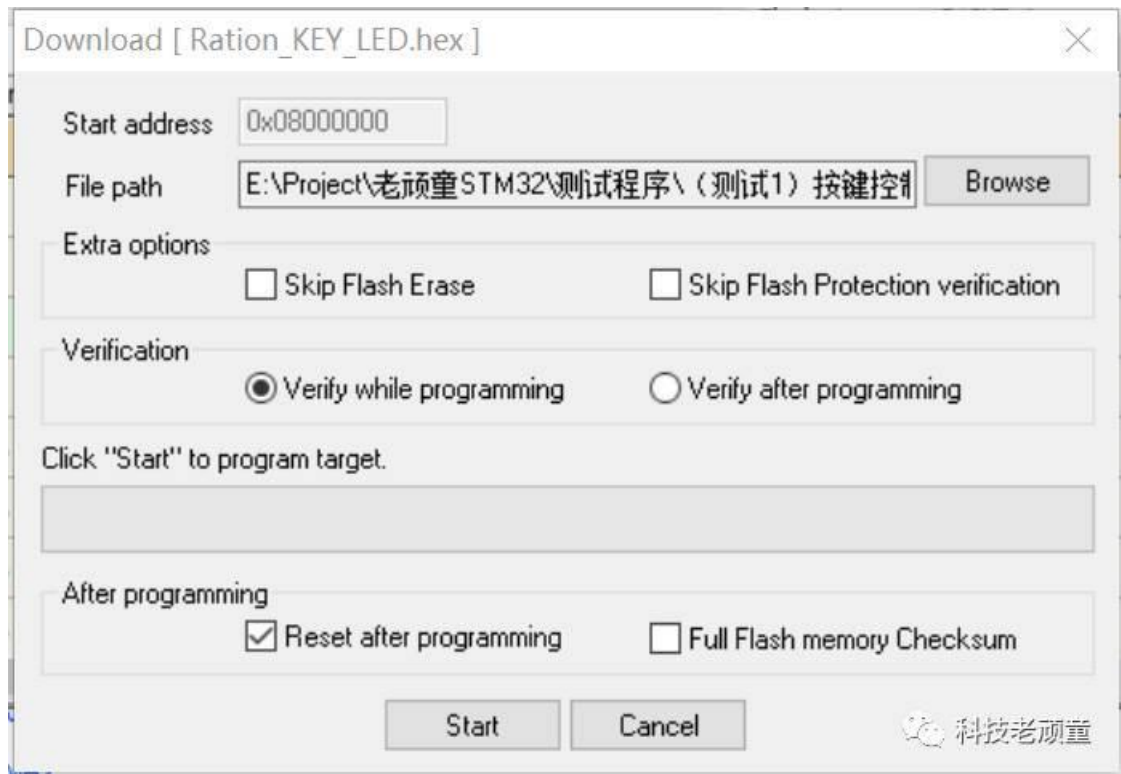 Download [ Ration_KEY_LED.hex ]
Start address 0x08000000
File path E:\Project\老顽童STM32\测试程序\（测试1）按键控制 Browse
Extra options
Skip Flash Erase Skip Flash Protection verification
Verification
Verify while programming Verify after programming
Click "Start" to program target.
After programming
Reset after programming Full Flash memory Checksum
Start Cancel
科技老顽童